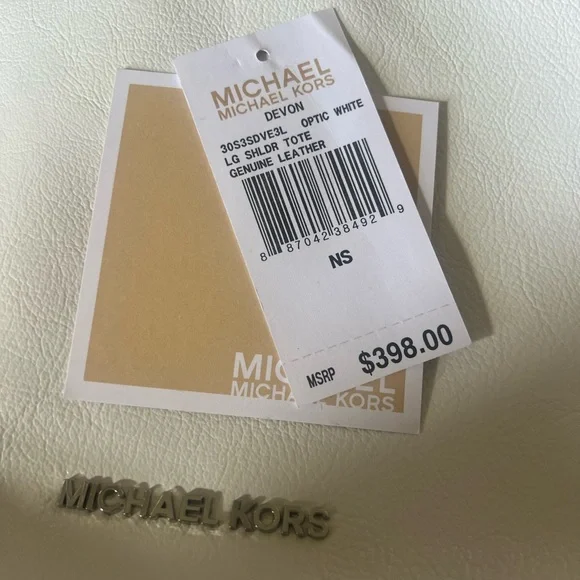 MICHAEL
MICHAEL KORS
DEVON
30S3SDVE3L OPTIC WHITE
LG SHLDR TOTE
GENUINE LEATHER
8 87042 38492 9
NS
MSRP $398.00
MICHAEL
MICHAEL KORS
MICHAEL KORS